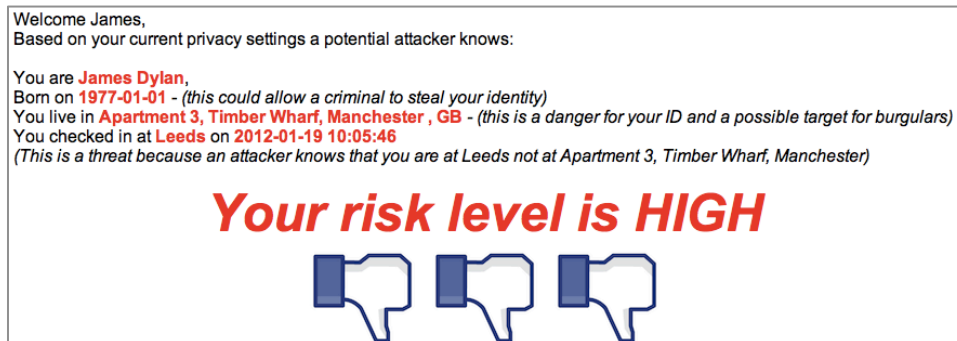 Welcome James,
Based on your current privacy settings a potential attacker knows:
You are James Dylan,
Born on 1977-01-01 - (this could allow a criminal to steal your identity)
You live in Apartment 3, Timber Wharf, Manchester , GB - (this is a danger for your ID and a possible target for burgulars)
You checked in at Leeds on 2012-01-19 10:05:46
(This is a threat because an attacker knows that you are at Leeds not at Apartment 3, Timber Wharf, Manchester)
Your risk level is HIGH